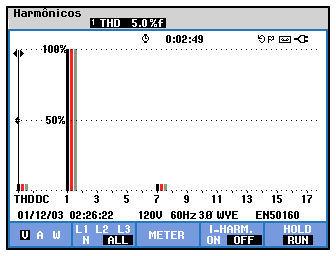 Harmônicos
1 THD 5.0%f
0:02:49
100%
50%
THDDC 1 3 5 7 9 11 13 15 17
01/12/03 02:26:22 120V 60Hz 3Ø WYE EN50160
V A W L1 L2 L3 N ALL METER I-HARM. ON OFF HOLD RUN